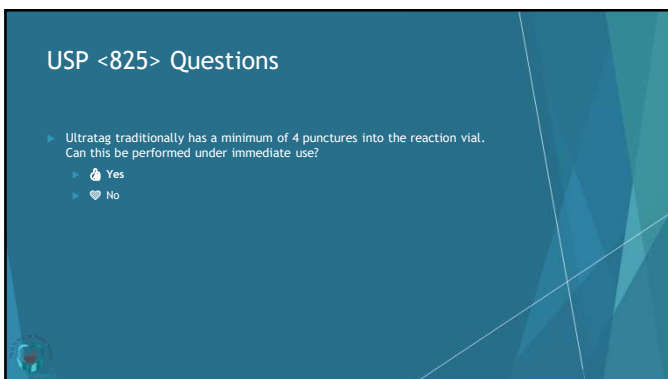 USP <825> Questions
Ultratag traditionally has a minimum of 4 punctures into the reaction vial.
Can this be performed under immediate use?
Yes
No